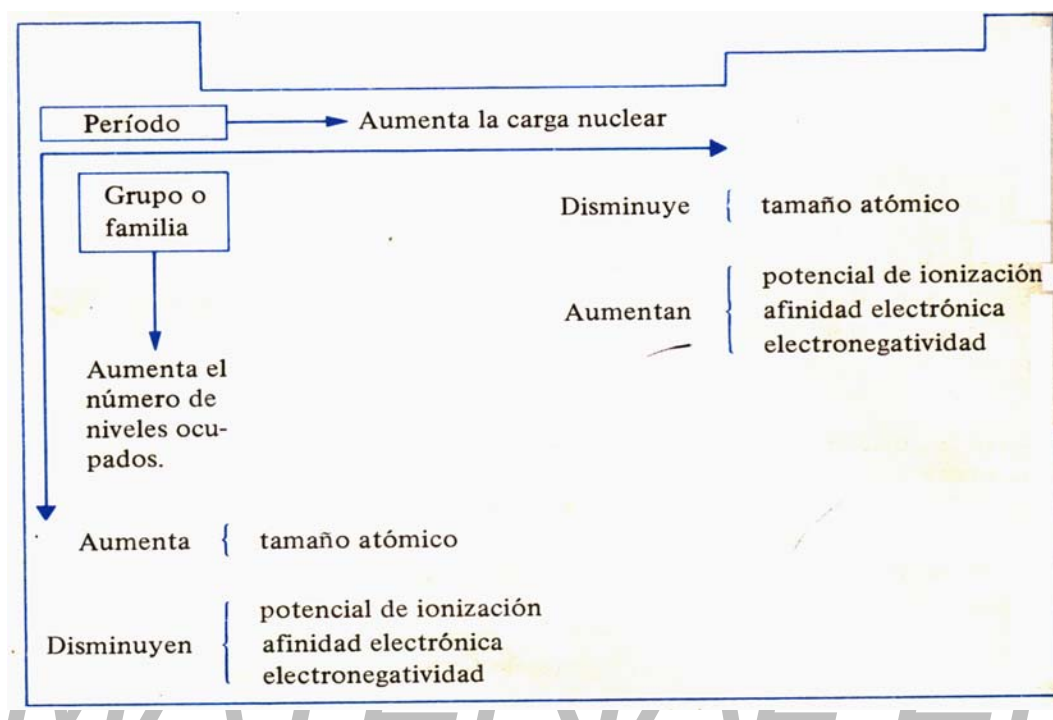 Período
Aumenta la carga nuclear
Grupo o
familia
Aumenta el
número de
niveles ocu-
pados.
Disminuye { tamaño atómico
Aumentan { potencial de ionización
afinidad electrónica
electronegatividad
Aumenta { tamaño atómico
Disminuyen { potencial de ionización
afinidad electrónica
electronegatividad